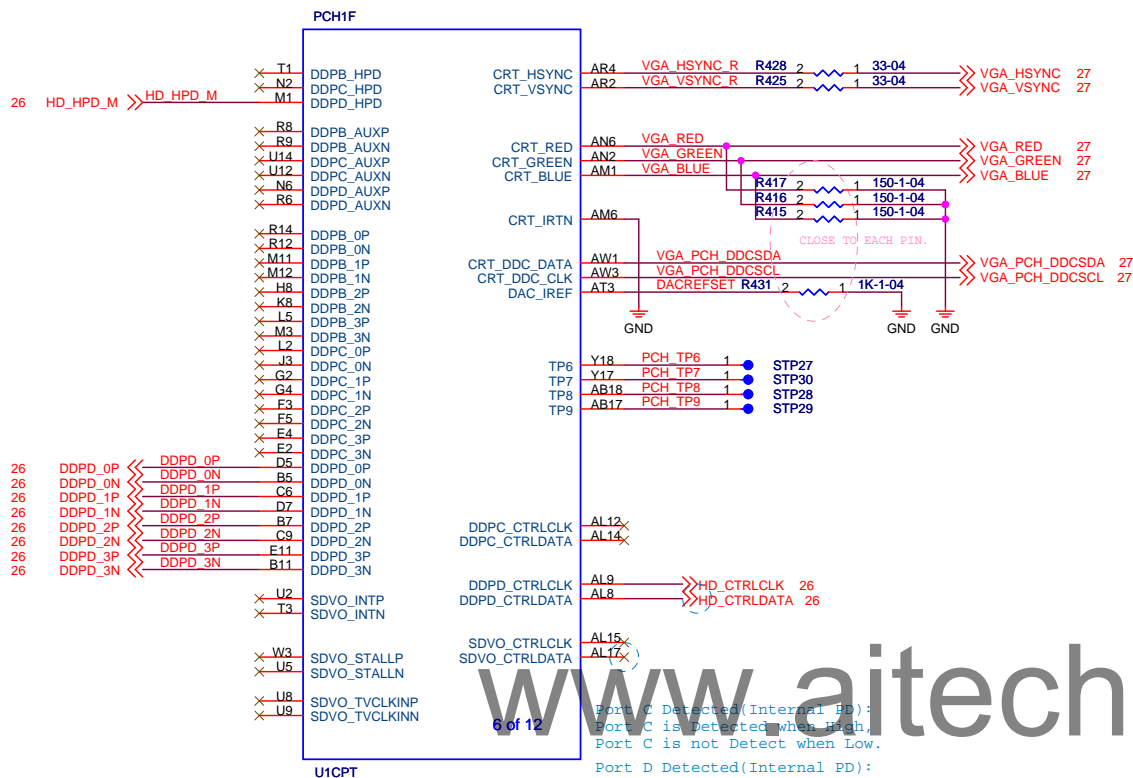 PCH1F
T1 DDPB_HPD
N2 DDPC_HPD
26 HD_HPD_M HD_HPD_M M1 DDPD_HPD
R8 DDPB_AUXP
R9 DDPB_AUXN
U14 DDPC_AUXP
U12 DDPC_AUXN
N6 DDPD_AUXP
R6 DDPD_AUXN
R14 DDPB_0P
R12 DDPB_0N
M11 DDPB_1P
M12 DDPB_1N
H8 DDPB_2P
K8 DDPB_2N
L5 DDPB_3P
M3 DDPB_3N
L2 DDPC_0P
J3 DDPC_0N
G2 DDPC_1P
G4 DDPC_1N
F3 DDPC_2P
F5 DDPC_2N
E4 DDPC_3P
E2 DDPC_3N
26 DDPD_0P DDPD_0P D5 DDPD_0P
26 DDPD_0N DDPD_0N B5 DDPD_0N
26 DDPD_1P DDPD_1P C6 DDPD_1P
26 DDPD_1N DDPD_1N D7 DDPD_1N
26 DDPD_2P DDPD_2P B7 DDPD_2P
26 DDPD_2N DDPD_2N C9 DDPD_2N
26 DDPD_3P DDPD_3P E11 DDPD_3P
26 DDPD_3N DDPD_3N B11 DDPD_3N
U2 SDVO_INTP
T3 SDVO_INTN
W3 SDVO_STALLP
U5 SDVO_STALLN
U8 SDVO_TVCLKINP
U9 SDVO_TVCLKINN
CRT_HSYNC AR4 VGA_HSYNC_R R428 2 1 33-04 VGA_HSYNC 27
CRT_VSYNC AR2 VGA_VSYNC_R R425 2 1 33-04 VGA_VSYNC 27
CRT_RED AN6 VGA_RED VGA_RED 27
CRT_GREEN AN2 VGA_GREEN VGA_GREEN 27
CRT_BLUE AM1 VGA_BLUE VGA_BLUE 27
R417 2 1 150-1-04
R416 2 1 150-1-04
R415 2 1 150-1-04
CRT_IRTN AM6
CLOSE TO EACH PIN.
CRT_DDC_DATA AW1 VGA_PCH_DDCSDA VGA_PCH_DDCSDA 27
CRT_DDC_CLK AW3 VGA_PCH_DDCSCL VGA_PCH_DDCSCL 27
DAC_IREF AT3 DACREFSET R431 2 1 1K-1-04
GND GND GND
TP6 Y18 PCH_TP6 1 STP27
TP7 Y17 PCH_TP7 1 STP30
TP8 AB18 PCH_TP8 1 STP28
TP9 AB17 PCH_TP9 1 STP29
DDPC_CTRLCLK AL12
DDPC_CTRLDATA AL14
DDPD_CTRLCLK AL9 HD_CTRLCLK 26
DDPD_CTRLDATA AL8 HD_CTRLDATA 26
SDVO_CTRLCLK AL15
SDVO_CTRLDATA AL17
www.aitech
6 of 12
Port C Detected(Internal PD):
Port C is Detected when High,
Port C is not Detect when Low.
Port D Detected(Internal PD):
U1CPT